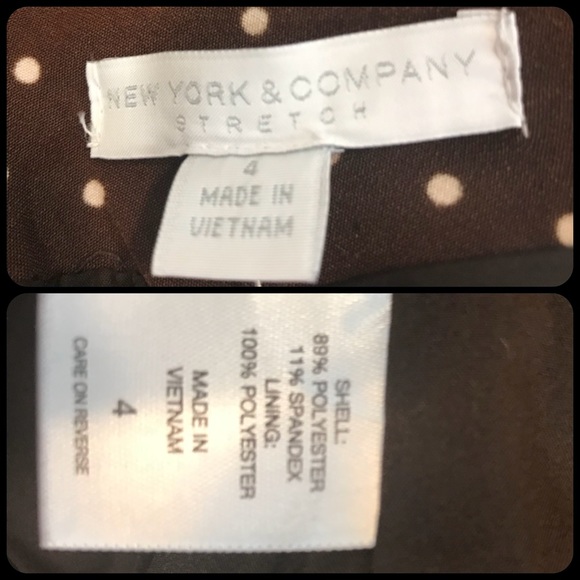 NEW YORK & COMPANY
STRETCH
4
MADE IN
VIETNAM
SHELL:
89% POLYESTER
11% SPANDEX
LINING:
100% POLYESTER
MADE IN
VIETNAM
4
CARE ON REVERSE